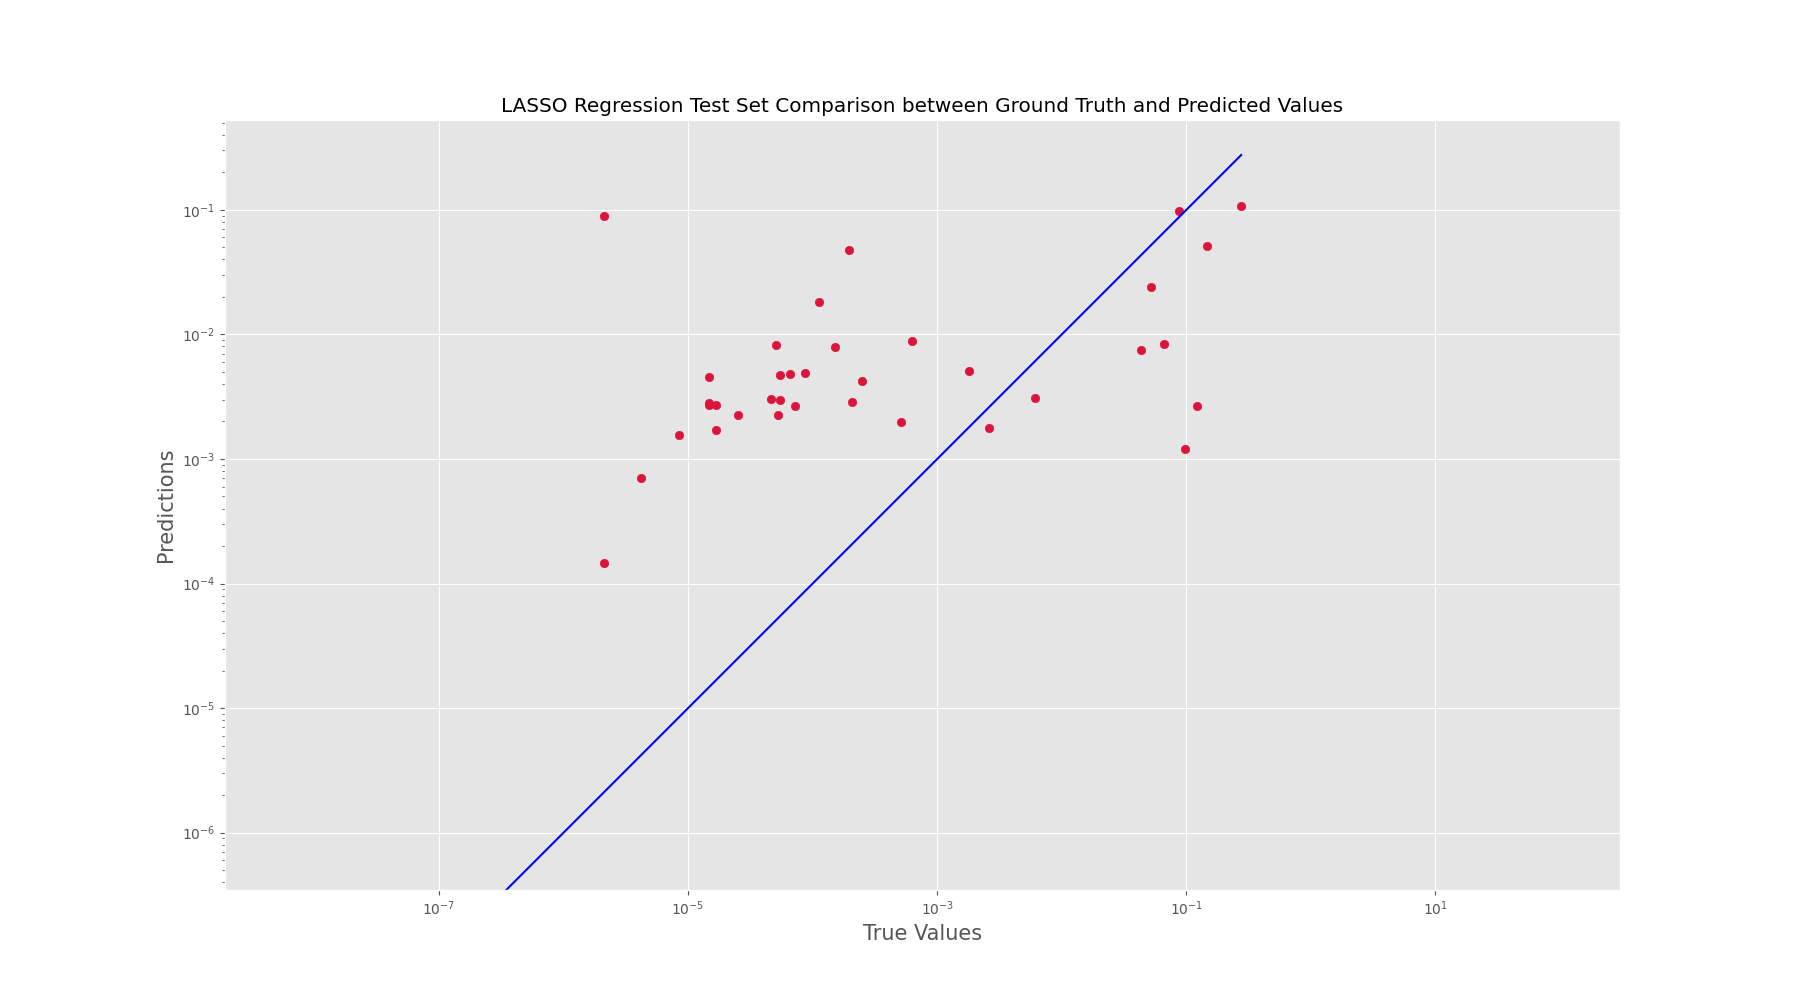 LASSO Regression Test Set Comparison between Ground Truth and Predicted Values
Predictions
10⁻¹
10⁻²
10⁻³
10⁻⁴
10⁻⁵
10⁻⁶
10⁻⁷ 10⁻⁵ 10⁻³ 10⁻¹ 10¹
True Values